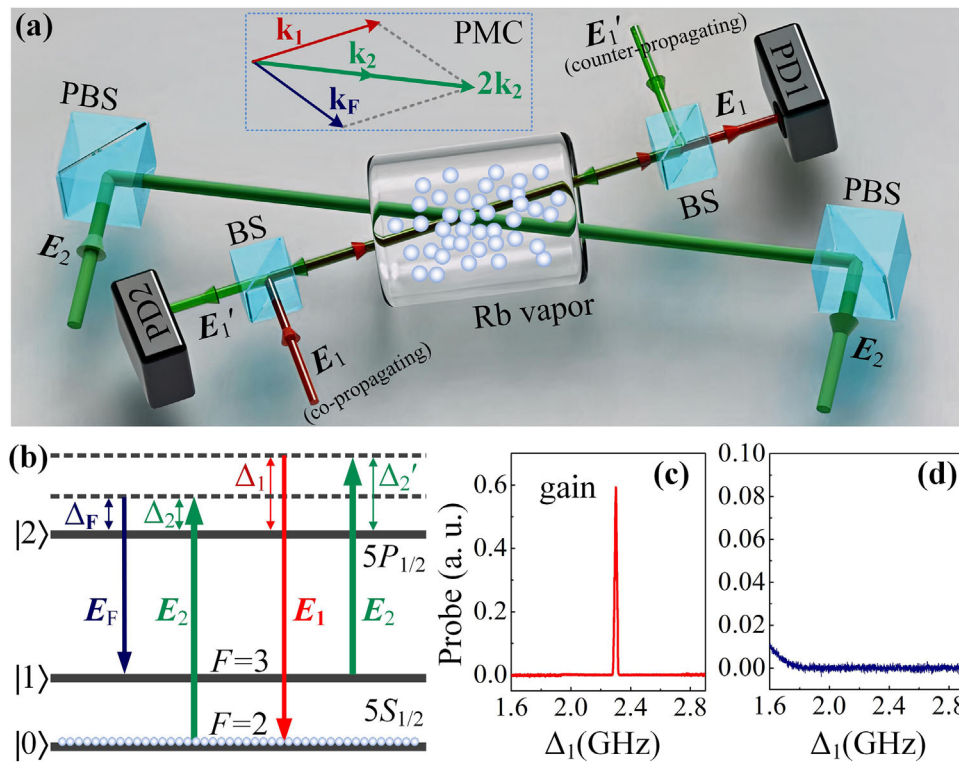 (a)
k₁
k₂
2k₂
k_F
PMC
E₁′
(counter-propagating)
PD1
E₁
BS
PBS
PBS
BS
E₂
E₂
PD2
E₁′
E₁
(co-propagating)
Rb vapor
(b)
Δ_F
Δ₂
Δ₁
Δ₂′
|2>
5P₁/₂
E_F
E₂
E₁
E₂
|1>
F=3
5S₁/₂
F=2
|0>
(c)
gain
Probe (a. u.)
0.6
0.4
0.2
0.0
1.6
2.0
2.4
2.8
Δ₁(GHz)
(d)
0.10
0.08
0.06
0.04
0.02
0.00
1.6
2.0
2.4
2.8
Δ₁(GHz)